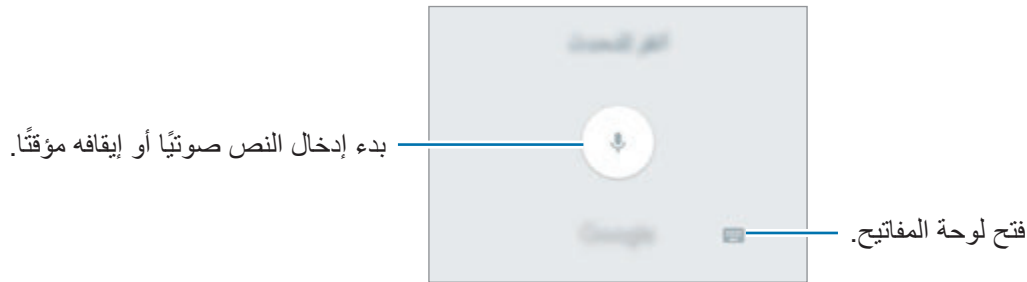 بدء إدخال النص صوتيًا أو إيقافه مؤقتًا.
فتح لوحة المفاتيح.